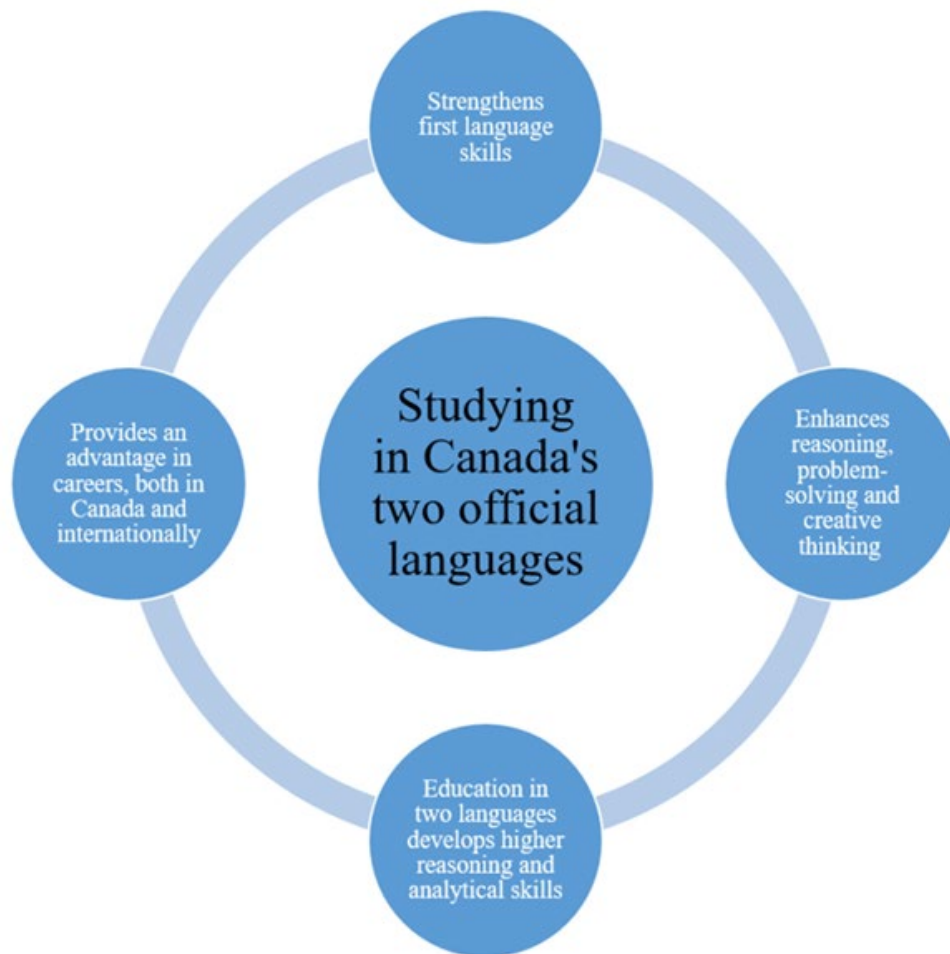 Strengthens
first language
skills
Studying
in Canada's
two official
languages
Enhances
reasoning,
problem-
solving and
creative
thinking
Education in
two languages
develops higher
reasoning and
analytical skills
Provides an
advantage in
careers, both in
Canada and
internationally